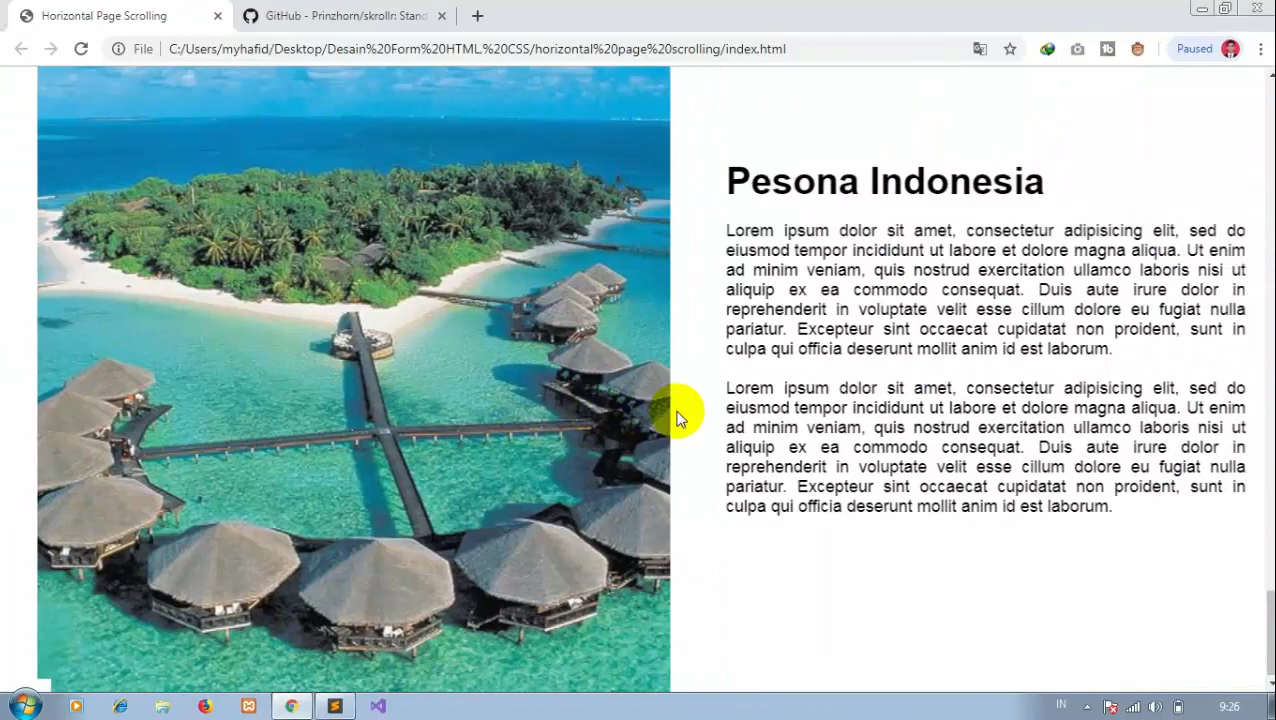 Horizontal Page Scrolling
GitHub - Prinzhorn/skrollr: Stand
File
C:/Users/myhafid/Desktop/Desain%20Form%20HTML%20CSS/horizontal%20page%20scrolling/index.html
Paused
Pesona Indonesia
Lorem ipsum dolor sit amet, consectetur adipisicing elit, sed do
eiusmod tempor incididunt ut labore et dolore magna aliqua. Ut enim
ad minim veniam, quis nostrud exercitation ullamco laboris nisi ut
aliquip ex ea commodo consequat. Duis aute irure dolor in
reprehenderit in voluptate velit esse cillum dolore eu fugiat nulla
pariatur. Excepteur sint occaecat cupidatat non proident, sunt in
culpa qui officia deserunt mollit anim id est laborum.
Lorem ipsum dolor sit amet, consectetur adipisicing elit, sed do
eiusmod tempor incididunt ut labore et dolore magna aliqua. Ut enim
ad minim veniam, quis nostrud exercitation ullamco laboris nisi ut
aliquip ex ea commodo consequat. Duis aute irure dolor in
reprehenderit in voluptate velit esse cillum dolore eu fugiat nulla
pariatur. Excepteur sint occaecat cupidatat non proident, sunt in
culpa qui officia deserunt mollit anim id est laborum.
IN
9:26